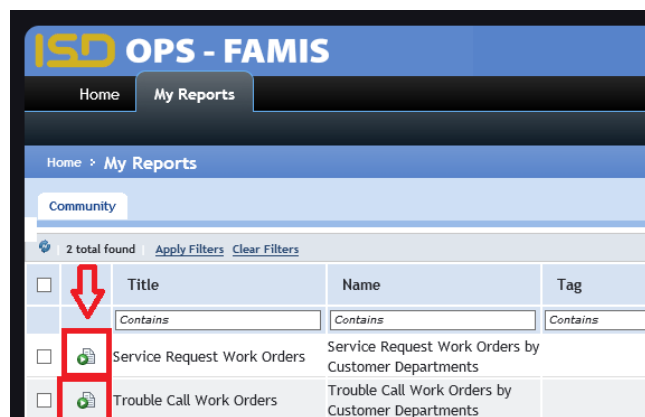 ISD OPS - FAMIS
Home My Reports
Home > My Reports
Community
2 total found Apply Filters Clear Filters
Title Name Tag
Contains Contains Contains
Service Request Work Orders Service Request Work Orders by
Customer Departments
Trouble Call Work Orders Trouble Call Work Orders by
Customer Departments